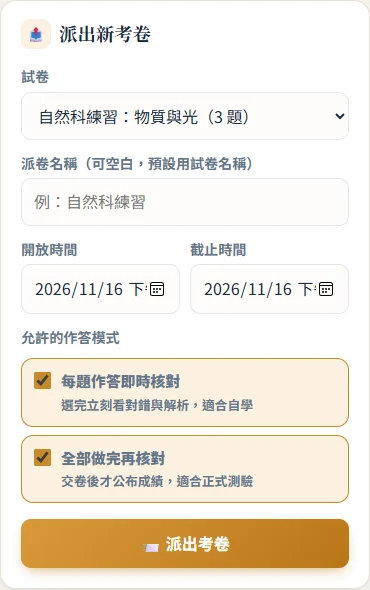 派出新考卷
試卷
自然科練習：物質與光（3 題）
派卷名稱（可空白，預設用試卷名稱）
例：自然科練習
開放時間
截止時間
2026/11/16 下
2026/11/16 下
允許的作答模式
每題作答即時核對
選完立刻看對錯與解析，適合自學
全部做完再核對
交卷後才公布成績，適合正式測驗
派出考卷